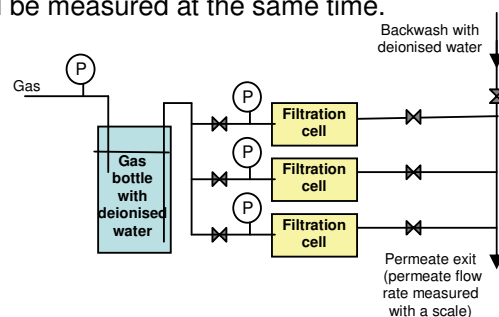 be measured at the same time.
Backwash with
deionised water
P
Gas
P
Filtration
cell
Gas
bottle
with
deionised
water
P
Filtration
cell
P
Filtration
cell
Permeate exit
(permeate flow
rate measured
with a scale)